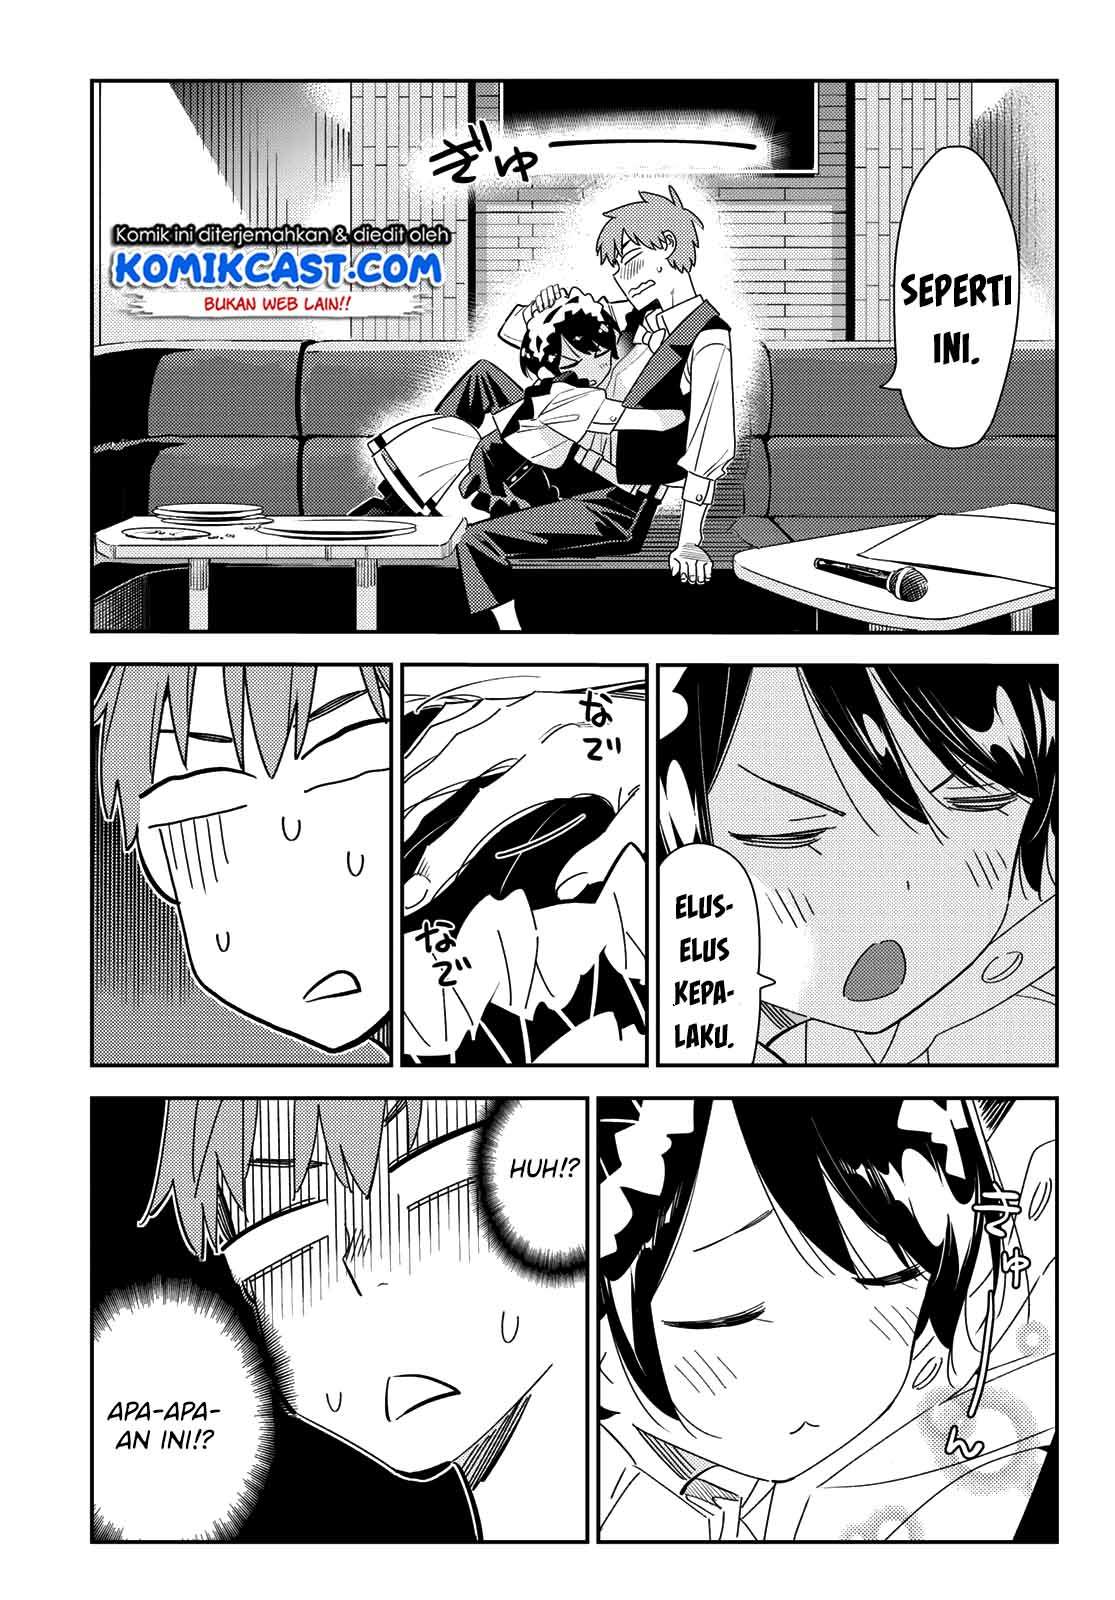 ぎゅーーー
Komik ini diterjemahkan & diedit oleh
KOMIKCAST.COM
BUKAN WEB LAIN!!
SEPERTI
INI.
ELUS-
ELUS
KEPA-
LAKU.
なで
なで
ぎゅーん
HUH!?
APA-APA-
AN INI!?